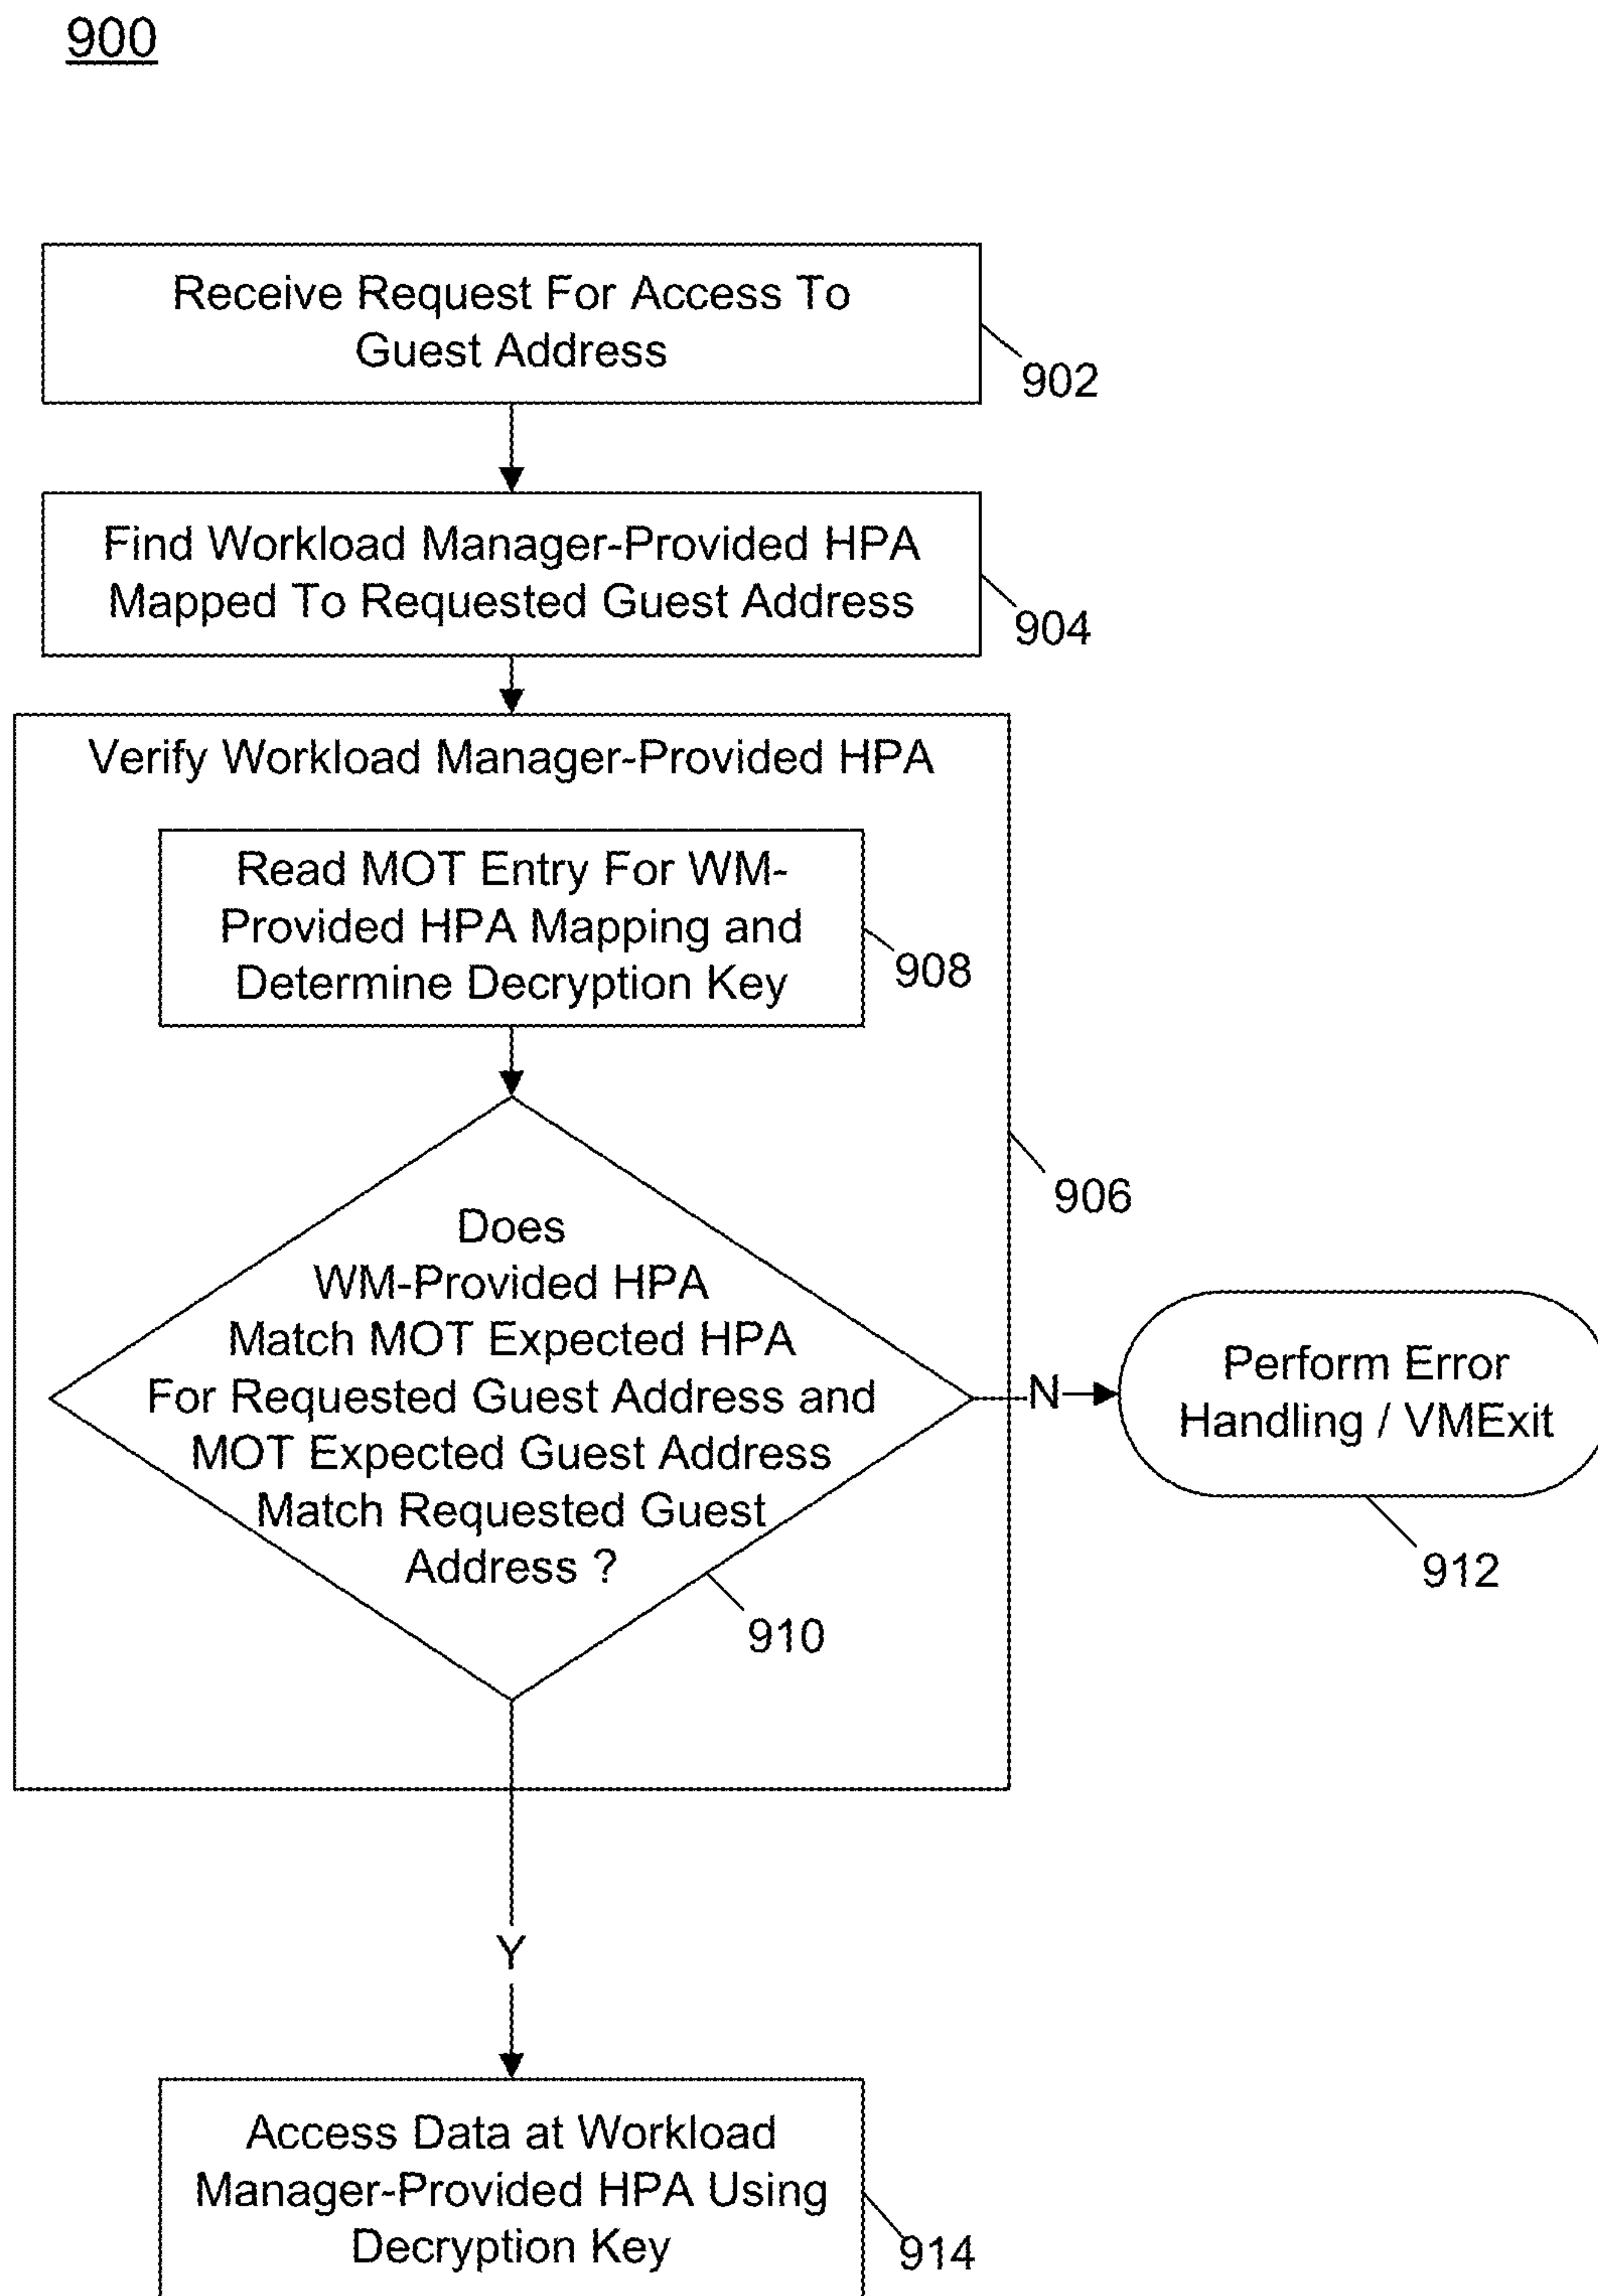 900
Receive Request For Access To
Guest Address
902
Find Workload Manager-Provided HPA
Mapped To Requested Guest Address
904
Verify Workload Manager-Provided HPA
Read MOT Entry For WM-
Provided HPA Mapping and
Determine Decryption Key
908
906
Does
WM-Provided HPA
Match MOT Expected HPA
For Requested Guest Address and
MOT Expected Guest Address
Match Requested Guest
Address ?
910
N
Perform Error
Handling / VMExit
912
Y
Access Data at Workload
Manager-Provided HPA Using
Decryption Key
914